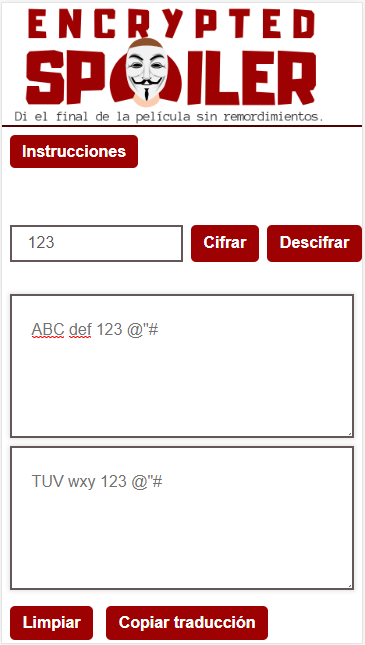 ENCRYPTED
SPOILER
Di el final de la película sin remordimientos.
Instrucciones
123 Cifrar Descifrar
ABC def 123 @"#
TUV wxy 123 @"#
Limpiar Copiar traducción